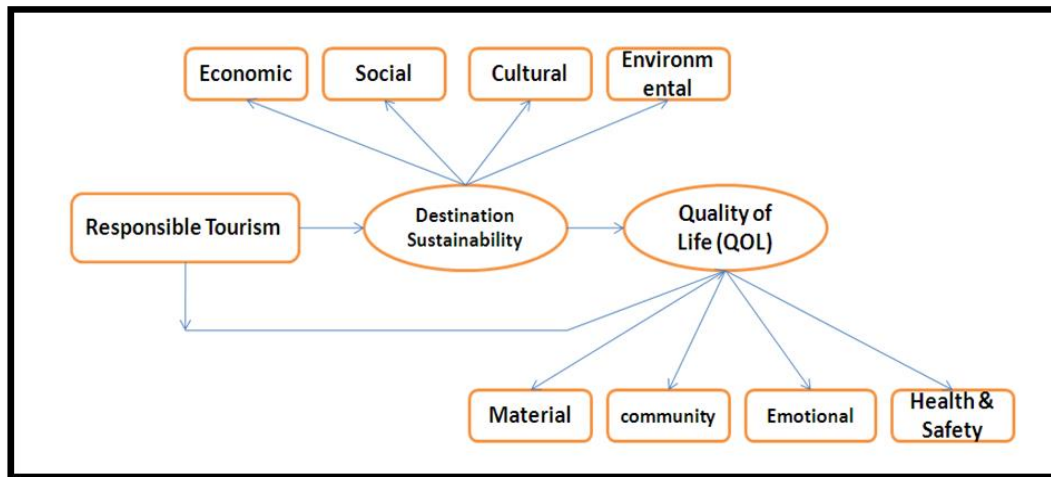 Economic
Social
Cultural
Environm
ental
Responsible Tourism
Destination
Sustainability
Quality of
Life (QOL)
Material
community
Emotional
Health &
Safety